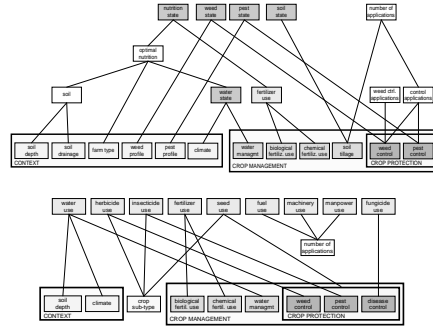 nutrition state
weed state
pest state
soil state
number of applications
optimal nutrition
soil
water state
fertilizer use
weed ctrl. applications
control applications
soil depth
soil drainage
farm type
weed profile
pest profile
climate
water managmt
biological fertiliz. use
chemical fertiliz. use
soil tillage
weed control
pest control
CONTEXT
CROP MANAGEMENT
CROP PROTECTION
water use
herbicide use
insecticide use
fertilizer use
seed use
fuel use
machinery use
manpower use
fungicide use
number of applications
soil depth
climate
crop sub-type
biological fertil. use
chemical fertil. use
water managmt
weed control
pest control
disease control
CONTEXT
CROP MANAGEMENT
CROP PROTECTION